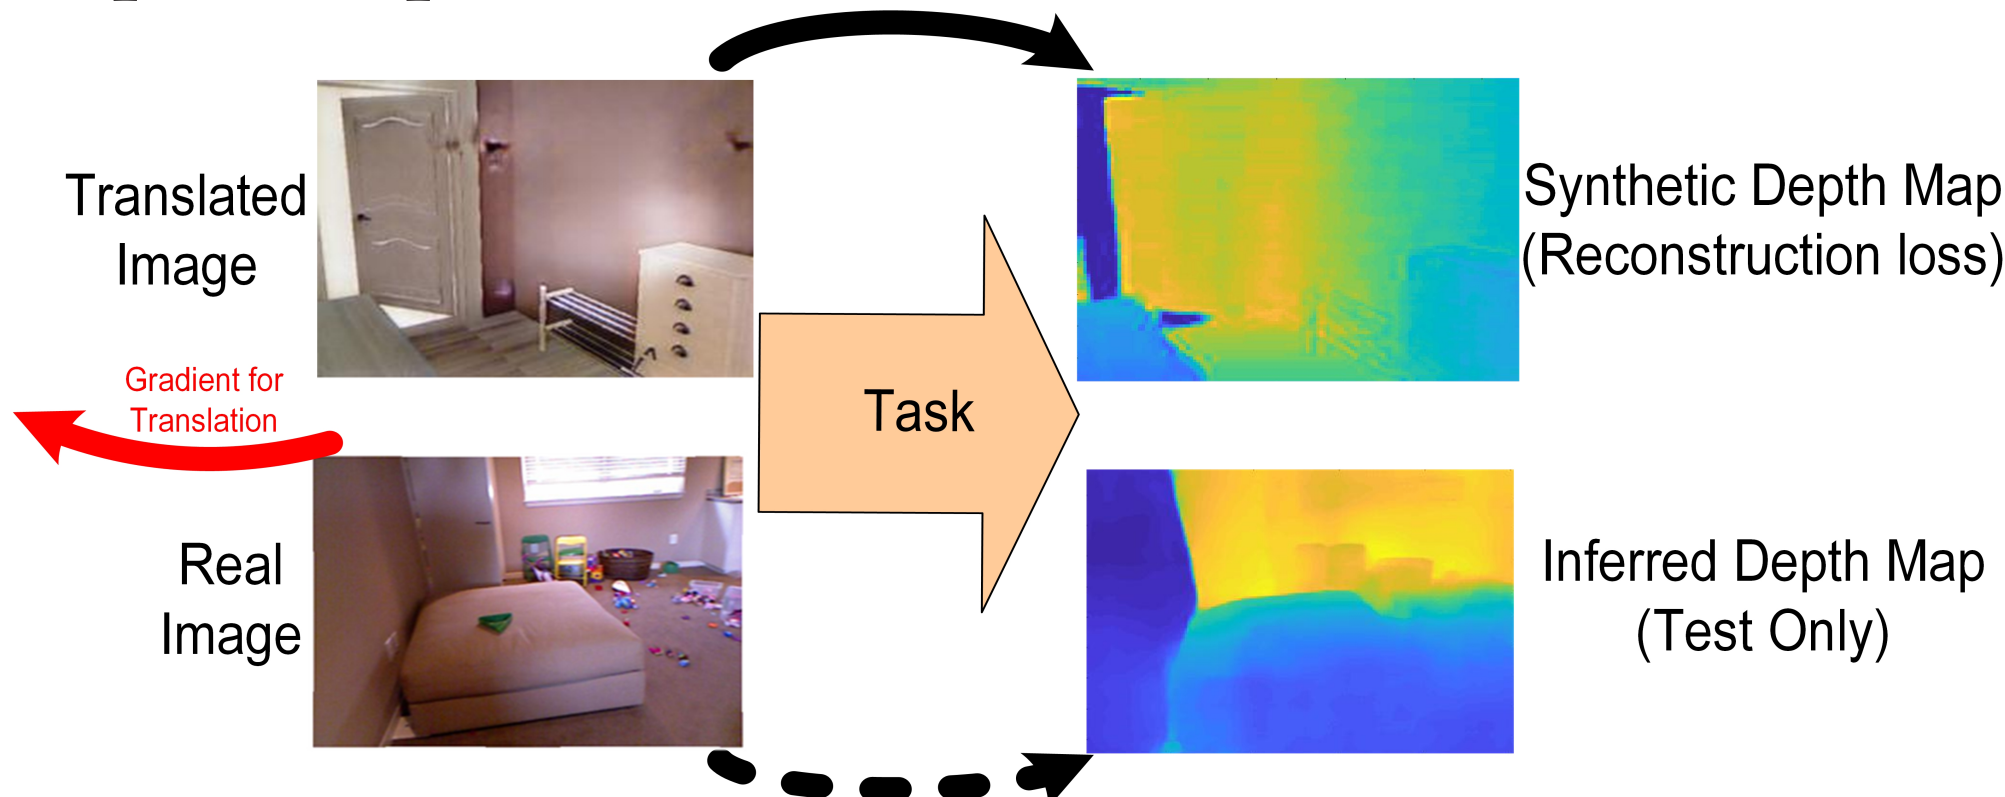 Translated
Image
Synthetic Depth Map
(Reconstruction loss)
Gradient for
Translation
Task
Real
Image
Inferred Depth Map
(Test Only)